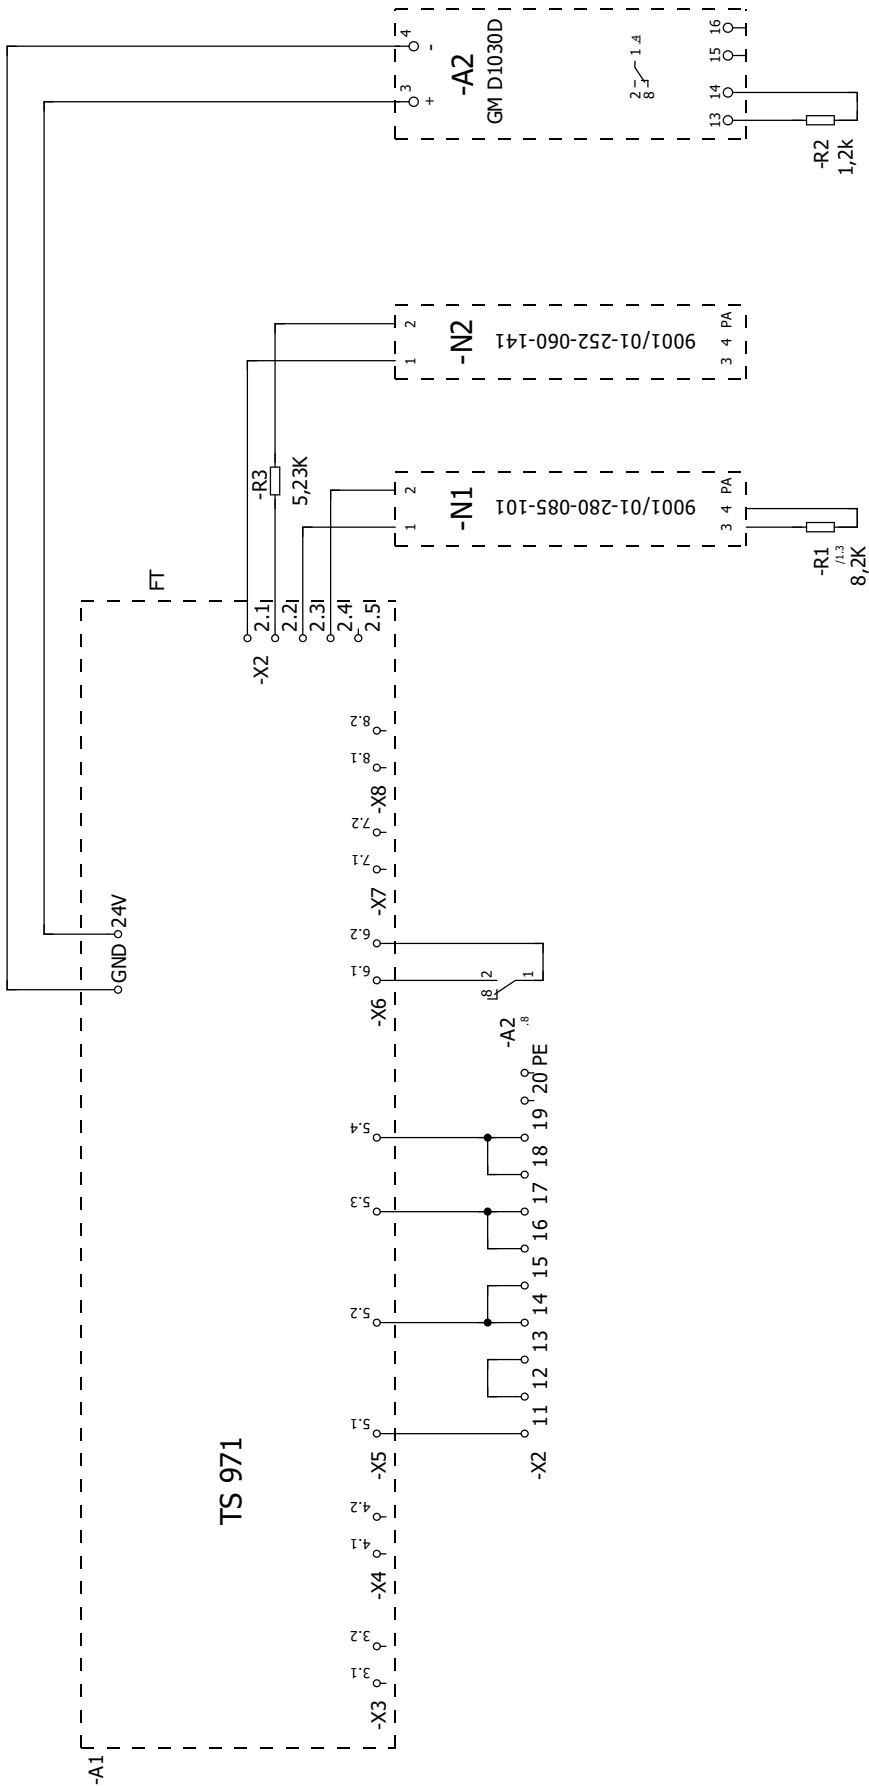 -A1
GND 24V
FT
TS 971
-X2 2.1 2.2 2.3 2.4 2.5
-X3 3.1 3.2
-X4 4.1 4.2
-X5 5.1 5.2 5.3 5.4
-X6 6.1 6.2
-X7 7.1 7.2
-X8 8.1 8.2
-X2 11 12 13 14 15 16 17 18 19 20 PE
-A2
.8
8 2
1
-R3
5,23K
1 2
-N1
9001/01-280-085-101
3 4 PA
-R1
/1.3
8,2K
1 2
-N2
9001/01-252-060-141
3 4 PA
3 4
+ -
-A2
GM D1030D
2 1 .4
8
13 14 15 16
-R2
1,2k